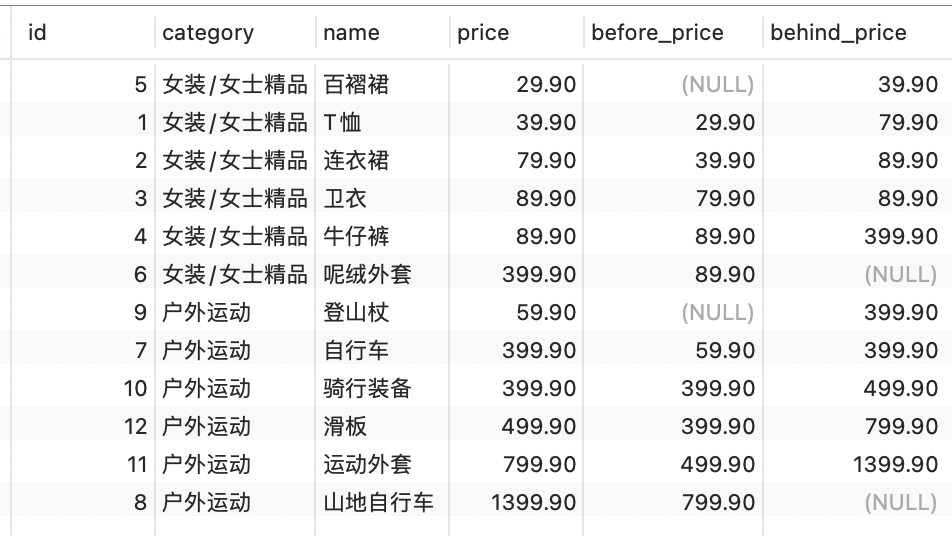 id category name price before_price behind_price
5 女装/女士精品 百褶裙 29.90 (NULL) 39.90
1 女装/女士精品 T恤 39.90 29.90 79.90
2 女装/女士精品 连衣裙 79.90 39.90 89.90
3 女装/女士精品 卫衣 89.90 79.90 89.90
4 女装/女士精品 牛仔裤 89.90 89.90 399.90
6 女装/女士精品 呢绒外套 399.90 89.90 (NULL)
9 户外运动 登山杖 59.90 (NULL) 399.90
7 户外运动 自行车 399.90 59.90 399.90
10 户外运动 骑行装备 399.90 399.90 499.90
12 户外运动 滑板 499.90 399.90 799.90
11 户外运动 运动外套 799.90 499.90 1399.90
8 户外运动 山地自行车 1399.90 799.90 (NULL)